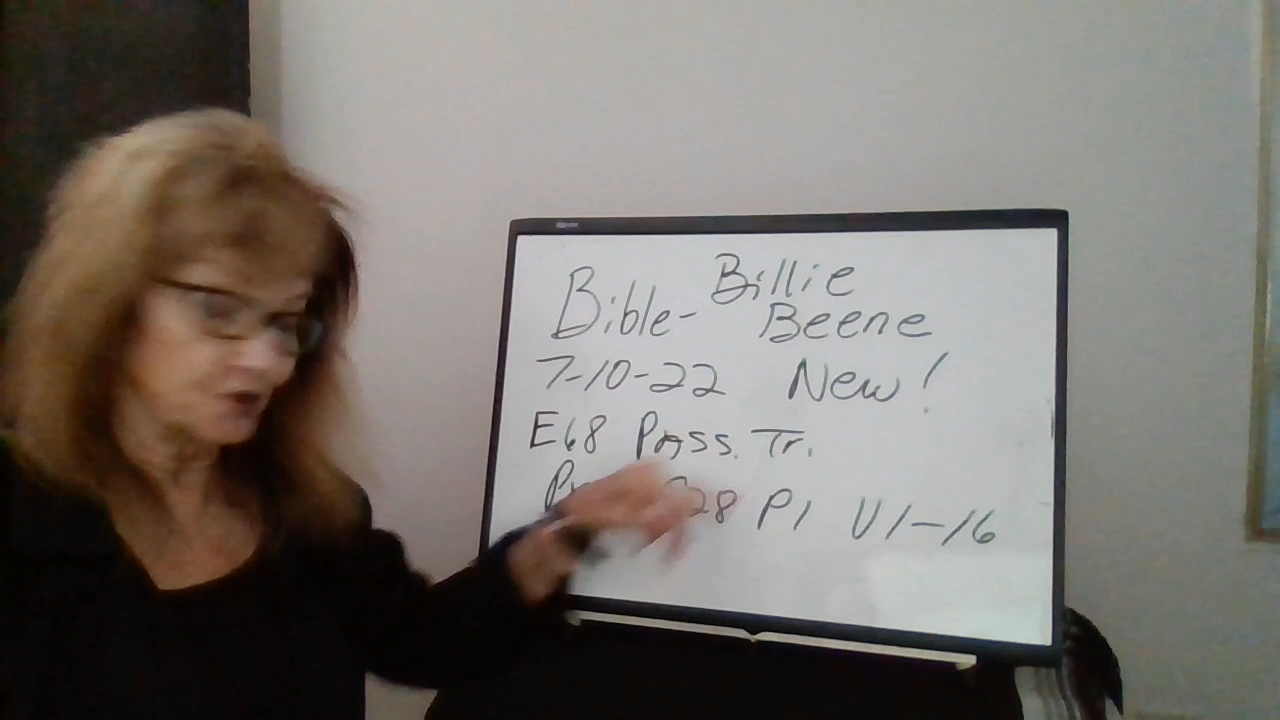 Bible- Billie
Beene
7-10-22 New!
E68 Pass. Tr.
28 P1 V1-16